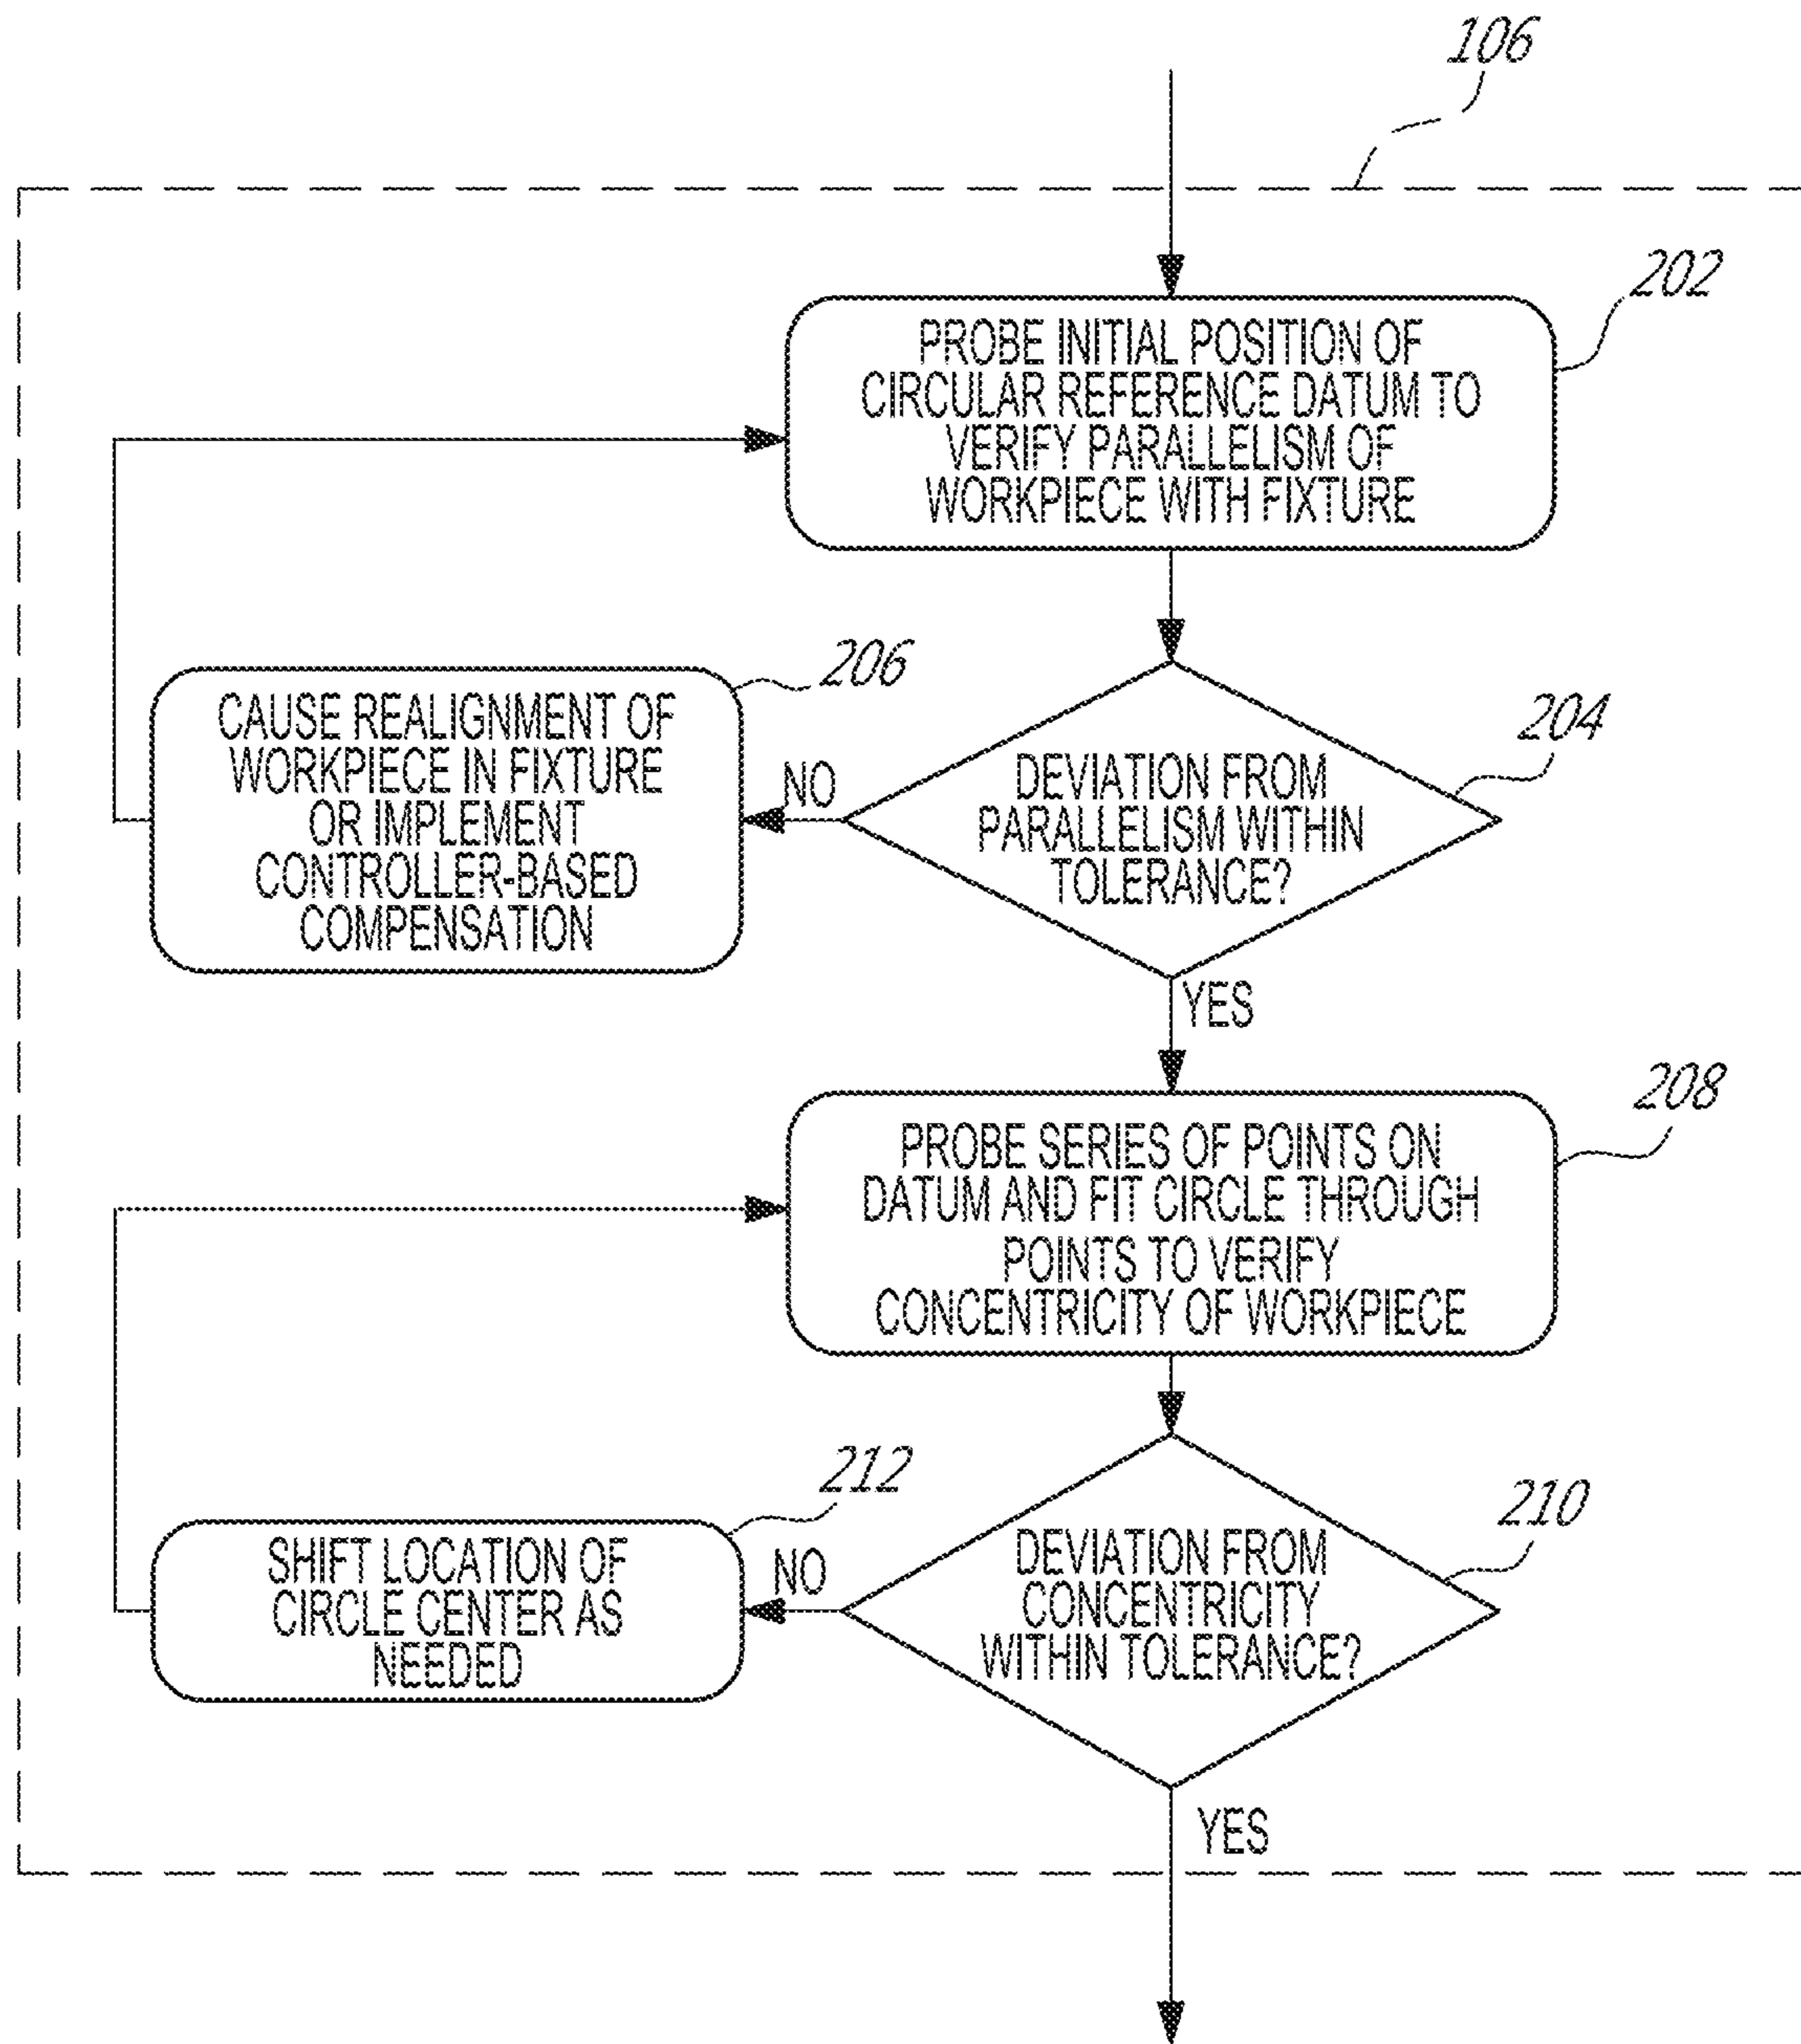 106
202
PROBE INITIAL POSITION OF
CIRCULAR REFERENCE DATUM TO
VERIFY PARALLELISM OF
WORKPIECE WITH FIXTURE
206
CAUSE REALIGNMENT OF
WORKPIECE IN FIXTURE
OR IMPLEMENT
CONTROLLER-BASED
COMPENSATION
NO
204
DEVIATION FROM
PARALLELISM WITHIN
TOLERANCE?
YES
208
PROBE SERIES OF POINTS ON
DATUM AND FIT CIRCLE THROUGH
POINTS TO VERIFY
CONCENTRICITY OF WORKPIECE
212
SHIFT LOCATION OF
CIRCLE CENTER AS
NEEDED
NO
210
DEVIATION FROM
CONCENTRICITY
WITHIN TOLERANCE?
YES